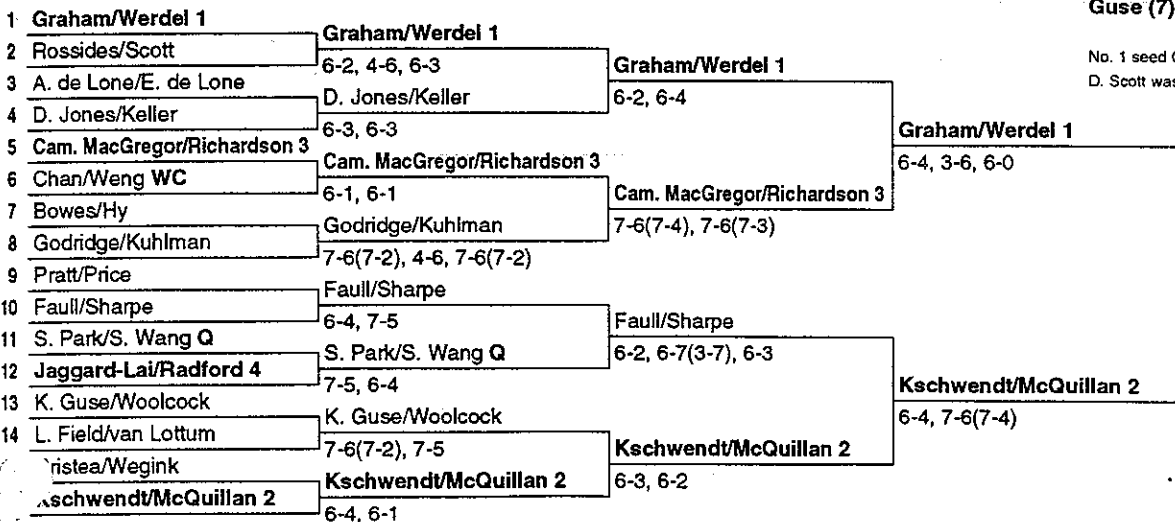 1 Graham/Werdel 1
2 Rossides/Scott
3 A. de Lone/E. de Lone
4 D. Jones/Keller
5 Cam. MacGregor/Richardson 3
6 Chan/Weng WC
7 Bowes/Hy
8 Godridge/Kuhlman
9 Pratt/Price
10 Faull/Sharpe
11 S. Park/S. Wang Q
12 Jaggard-Lai/Radford 4
13 K. Guse/Woolcock
14 L. Field/van Lottum
ristea/Wegink
Kschwendt/McQuillan 2
Graham/Werdel 1
6-2, 4-6, 6-3
D. Jones/Keller
6-3, 6-3
Cam. MacGregor/Richardson 3
6-1, 6-1
Godridge/Kuhlman
7-6(7-2), 4-6, 7-6(7-2)
Faull/Sharpe
6-4, 7-5
S. Park/S. Wang Q
7-5, 6-4
K. Guse/Woolcock
7-6(7-2), 7-5
Kschwendt/McQuillan 2
6-4, 6-1
Graham/Werdel 1
6-2, 6-4
Cam. MacGregor/Richardson 3
7-6(7-4), 7-6(7-3)
Faull/Sharpe
6-2, 6-7(3-7), 6-3
Kschwendt/McQuillan 2
6-3, 6-2
Graham/Werdel 1
6-4, 3-6, 6-0
Kschwendt/McQuillan 2
6-4, 7-6(7-4)
Guse (7)
No. 1 seed
D. Scott was